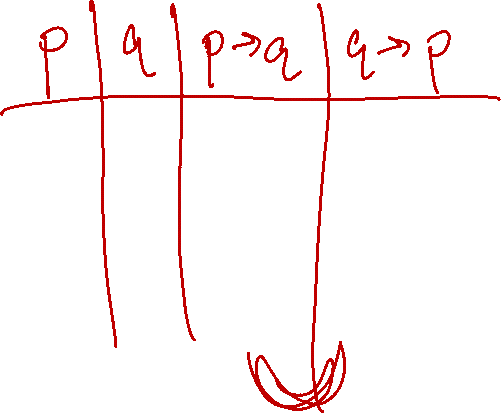 p | q | p → q | q → p